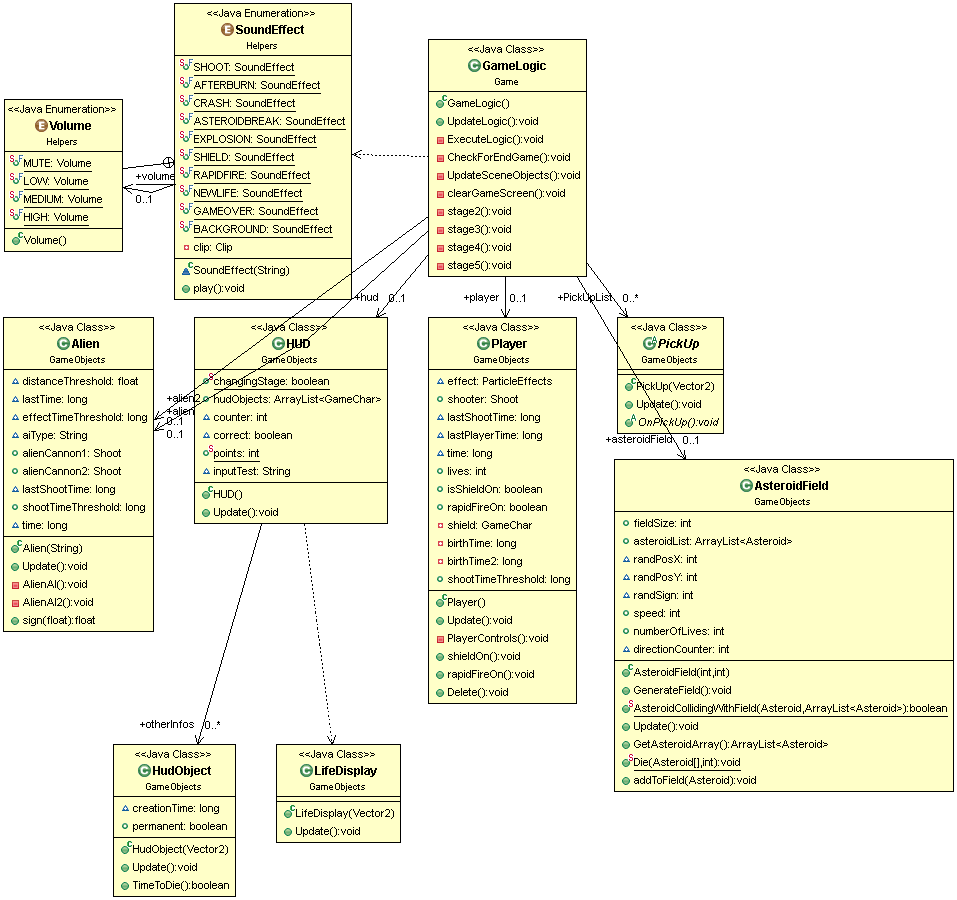 <<Java Enumeration>>
SoundEffect
Helpers
SHOOT: SoundEffect
AFTERBURN: SoundEffect
CRASH: SoundEffect
ASTEROIDBREAK: SoundEffect
EXPLOSION: SoundEffect
SHIELD: SoundEffect
RAPIDFIRE: SoundEffect
NEWLIFE: SoundEffect
GAMEOVER: SoundEffect
BACKGROUND: SoundEffect
clip: Clip
SoundEffect(String)
play():void
<<Java Class>>
GameLogic
Game
GameLogic()
UpdateLogic():void
ExecuteLogic():void
CheckForEndGame():void
UpdateSceneObjects():void
clearGameScreen():void
stage2():void
stage3():void
stage4():void
stage5():void
<<Java Enumeration>>
Volume
Helpers
MUTE: Volume
LOW: Volume
MEDIUM: Volume
HIGH: Volume
Volume()
+volume
0..1
+hud 0..1
+player 0..1
+PickUpList 0..*
<<Java Class>>
Alien
GameObjects
distanceThreshold: float
lastTime: long
effectTimeThreshold: long
aiType: String
alienCannon1: Shoot
alienCannon2: Shoot
lastShootTime: long
shootTimeThreshold: long
time: long
Alien(String)
Update():void
AlienAI():void
AlienAI2():void
sign(float):float
+alien2
+alien
0..1
0..1
<<Java Class>>
HUD
GameObjects
changingStage: boolean
hudObjects: ArrayList<GameChar>
counter: int
correct: boolean
points: int
inputTest: String
HUD()
Update():void
<<Java Class>>
Player
GameObjects
effect: ParticleEffects
shooter: Shoot
lastShootTime: long
lastPlayerTime: long
time: long
lives: int
isShieldOn: boolean
rapidFireOn: boolean
shield: GameChar
birthTime: long
birthTime2: long
shootTimeThreshold: long
Player()
Update():void
PlayerControls():void
shieldOn():void
rapidFireOn():void
Delete():void
<<Java Class>>
PickUp
GameObjects
PickUp(Vector2)
Update():void
OnPickUp():void
+asteroidField 0..1
<<Java Class>>
AsteroidField
GameObjects
fieldSize: int
asteroidList: ArrayList<Asteroid>
randPosX: int
randPosY: int
randSign: int
speed: int
numberOfLives: int
directionCounter: int
AsteroidField(int,int)
GenerateField():void
AsteroidCollidingWithField(Asteroid,ArrayList<Asteroid>):boolean
Update():void
GetAsteroidArray():ArrayList<Asteroid>
Die(Asteroid[],int):void
addToField(Asteroid):void
+otherInfos 0..*
<<Java Class>>
HudObject
GameObjects
creationTime: long
permanent: boolean
HudObject(Vector2)
Update():void
TimeToDie():boolean
<<Java Class>>
LifeDisplay
GameObjects
LifeDisplay(Vector2)
Update():void